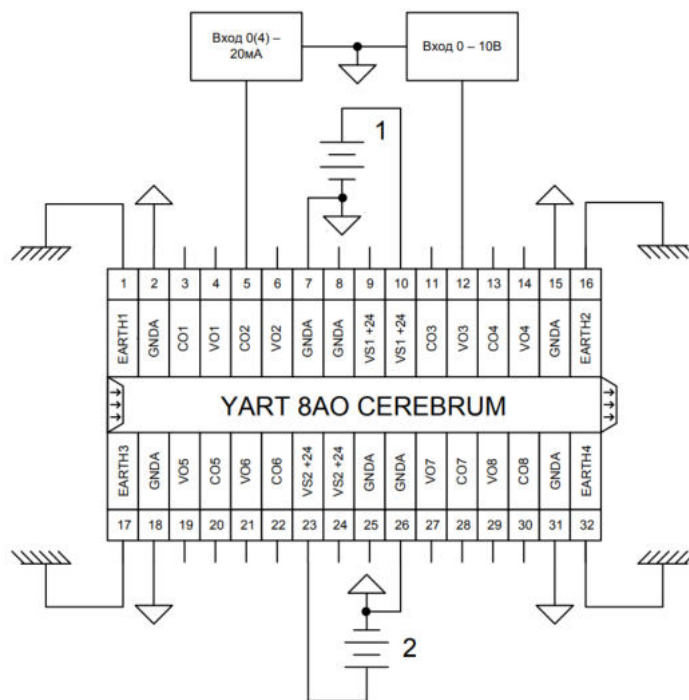 Вход 0(4) –
20мА
Вход 0 – 10В
1
1 2 3 4 5 6 7 8 9 10 11 12 13 14 15 16
EARTH1 GNDA CO1 VO1 CO2 VO2 GNDA GNDA VS1 +24 VS1 +24 CO3 VO3 CO4 VO4 GNDA EARTH2
YART 8AO CEREBRUM
EARTH3 GNDA VO5 CO5 VO6 CO6 VS2 +24 VS2 +24 GNDA GNDA VO7 CO7 VO8 CO8 GNDA EARTH4
17 18 19 20 21 22 23 24 25 26 27 28 29 30 31 32
2